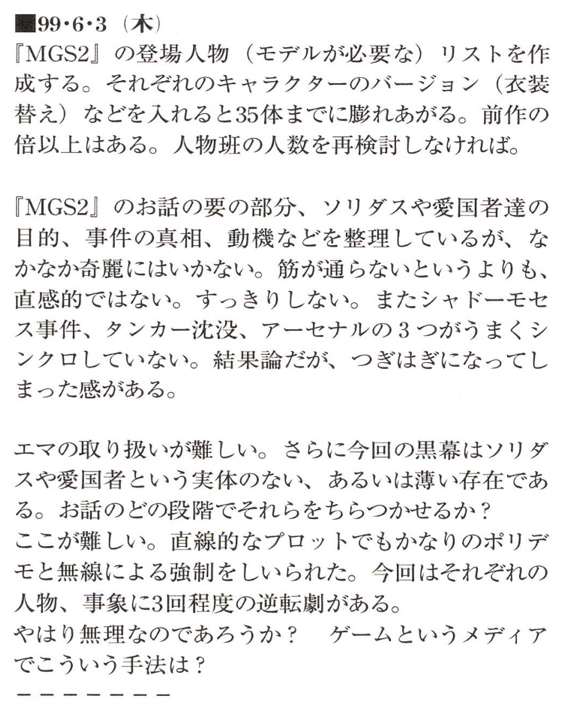 ■99・6・3（木）
『MGS2』の登場人物（モデルが必要な）リストを作
成する。それぞれのキャラクターのバージョン（衣装
替え）などを入れると35体までに膨れあがる。前作の
倍以上はある。人物班の人数を再検討しなければ。
『MGS2』のお話の要の部分、ソリダスや愛国者達の
目的、事件の真相、動機などを整理しているが、な
かなか奇麗にはいかない。筋が通らないというよりも、
直感的ではない。すっきりしない。またシャドーモセ
ス事件、タンカー沈没、アーセナルの3つがうまくシ
ンクロしていない。結果論だが、つぎはぎになってし
まった感がある。
エマの取り扱いが難しい。さらに今回の黒幕はソリダ
スや愛国者という実体のない、あるいは薄い存在であ
る。お話のどの段階でそれらをちらつかせるか？
ここが難しい。直線的なプロットでもかなりのポリデ
モと無線による強制をしいられた。今回はそれぞれの
人物、事象に3回程度の逆転劇がある。
やはり無理なのであろうか？　ゲームというメディア
でこういう手法は？
－－－－－－－